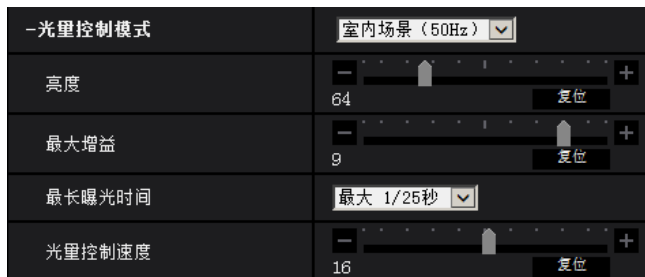 -光量控制模式 室内场景（50Hz）
亮度 - +
64 复位
最大增益 - +
9 复位
最长曝光时间 最大 1/25秒
光量控制速度 - +
16 复位